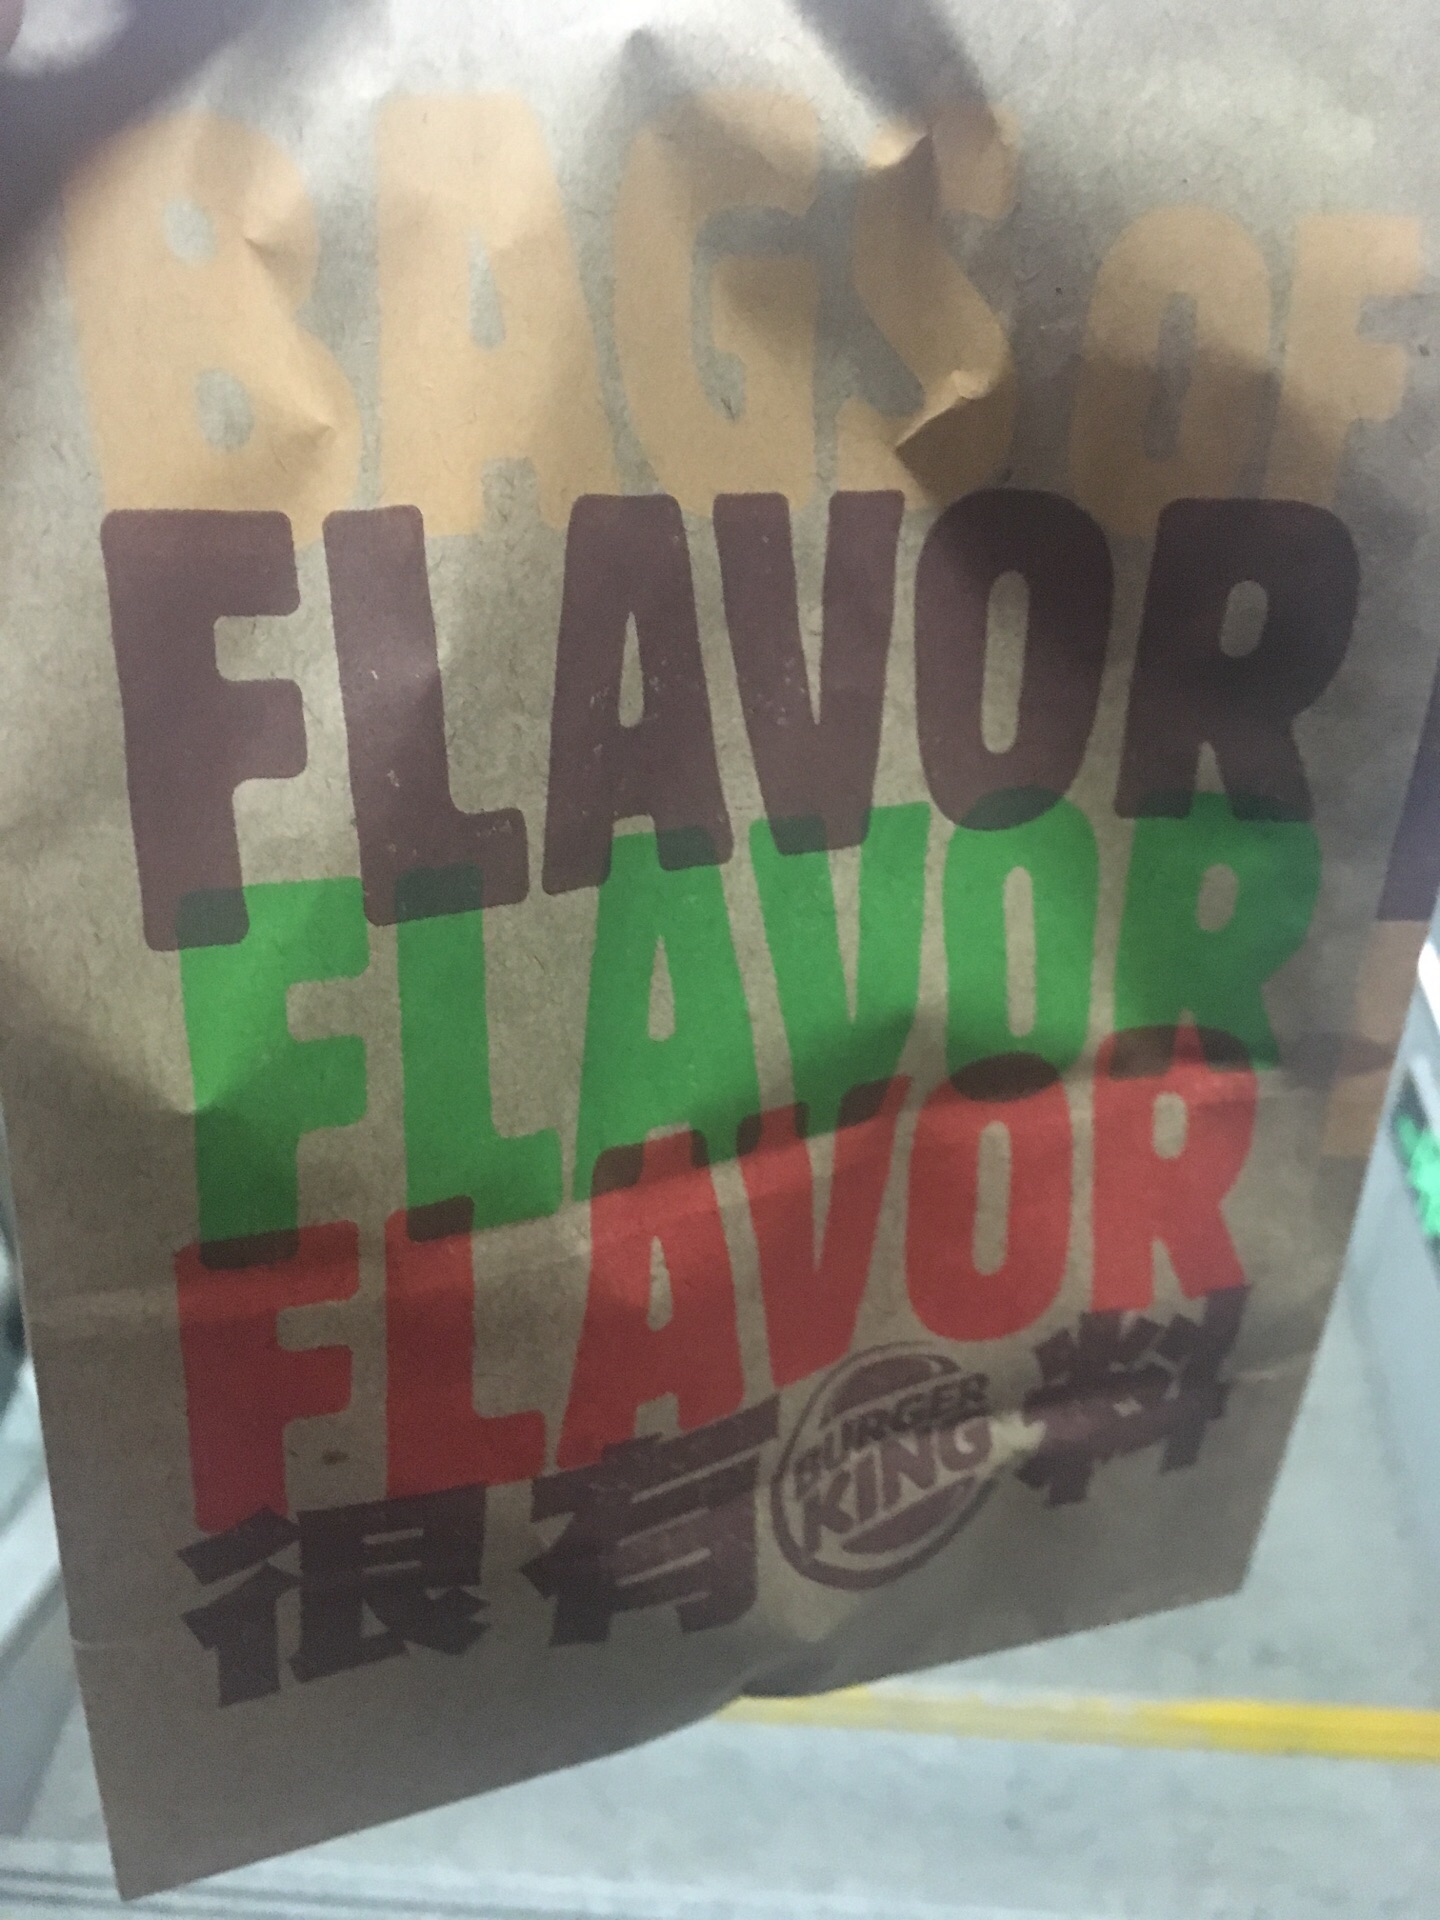 BAGS OF
FLAVOR
FLAVOR
FLAVOR
很有 BURGER KING 料